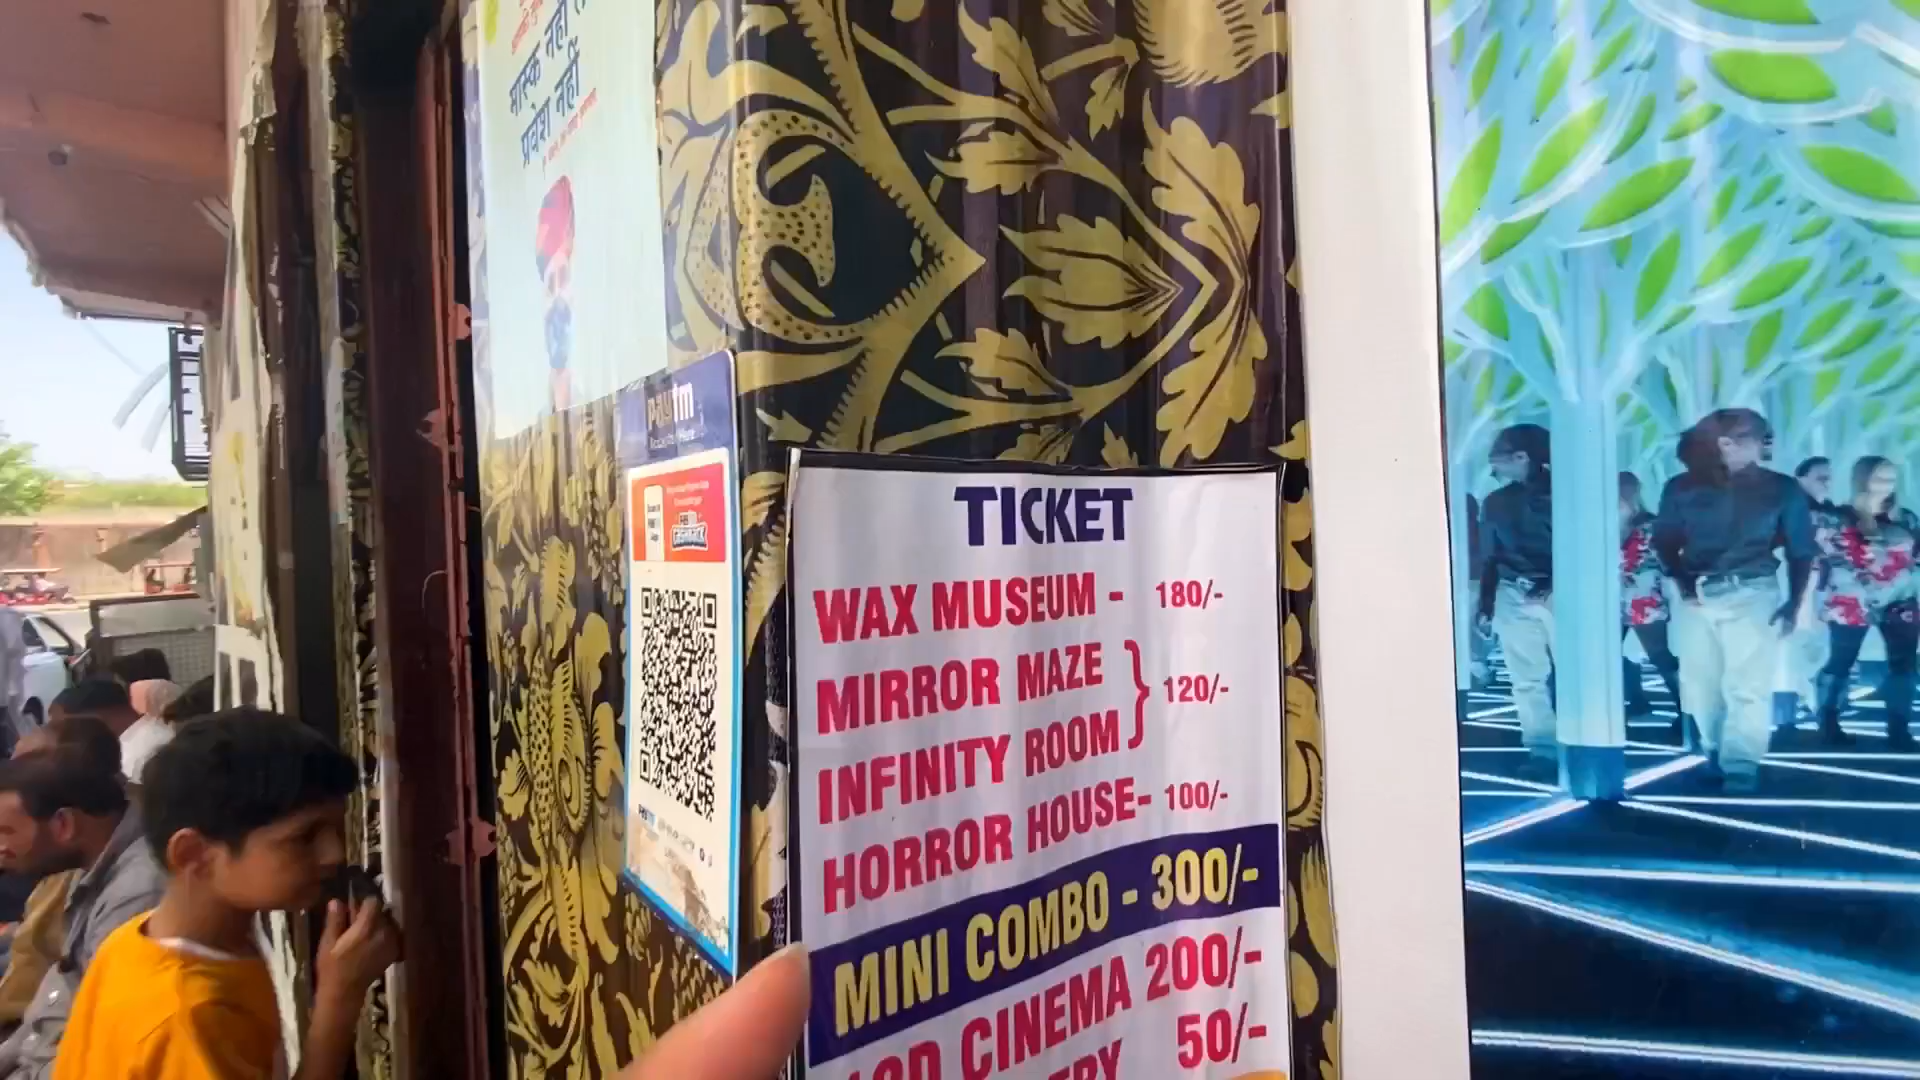 मास्क नहीं
प्रवेश नहीं
paytm
TICKET
WAX MUSEUM - 180/-
MIRROR MAZE
INFINITY ROOM } 120/-
HORROR HOUSE- 100/-
MINI COMBO - 300/-
CINEMA 200/-
50/-